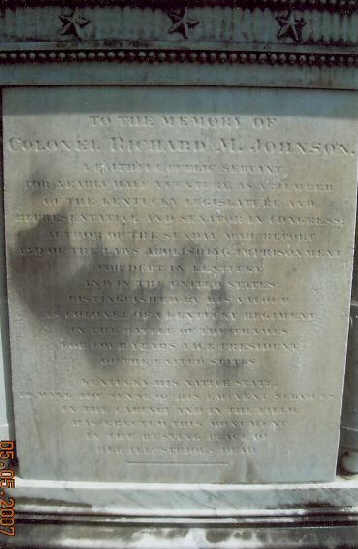 TO THE MEMORY OF
COLONEL RICHARD M. JOHNSON.
A FAITHFUL PUBLIC SERVANT
FOR NEARLY HALF A CENTURY, AS A MEMBER
OF THE KENTUCKY LEGISLATURE AND
REPRESENTATIVE AND SENATOR IN CONGRESS;
AUTHOR OF THE SUNDAY MAIL REPORT
AND OF THE LAWS ABOLISHING IMPRISONMENT
FOR DEBT IN KENTUCKY
AND IN THE UNITED STATES.
DISTINGUISHED BY HIS VALOUR
AS COLONEL OF A KENTUCKY REGIMENT
IN THE BATTLE OF THE THAMES
FOR FOUR YEARS VICE PRESIDENT
OF THE UNITED STATES
KENTUCKY HIS NATIVE STATE,
TO MARK THE SENSE OF HIS EMINENT SERVICES
IN THE CABINET AND IN THE FIELD,
HAS ERECTED THIS MONUMENT
IN THE RESTING PLACE OF
HER ILLUSTRIOUS DEAD.
05.05.2007